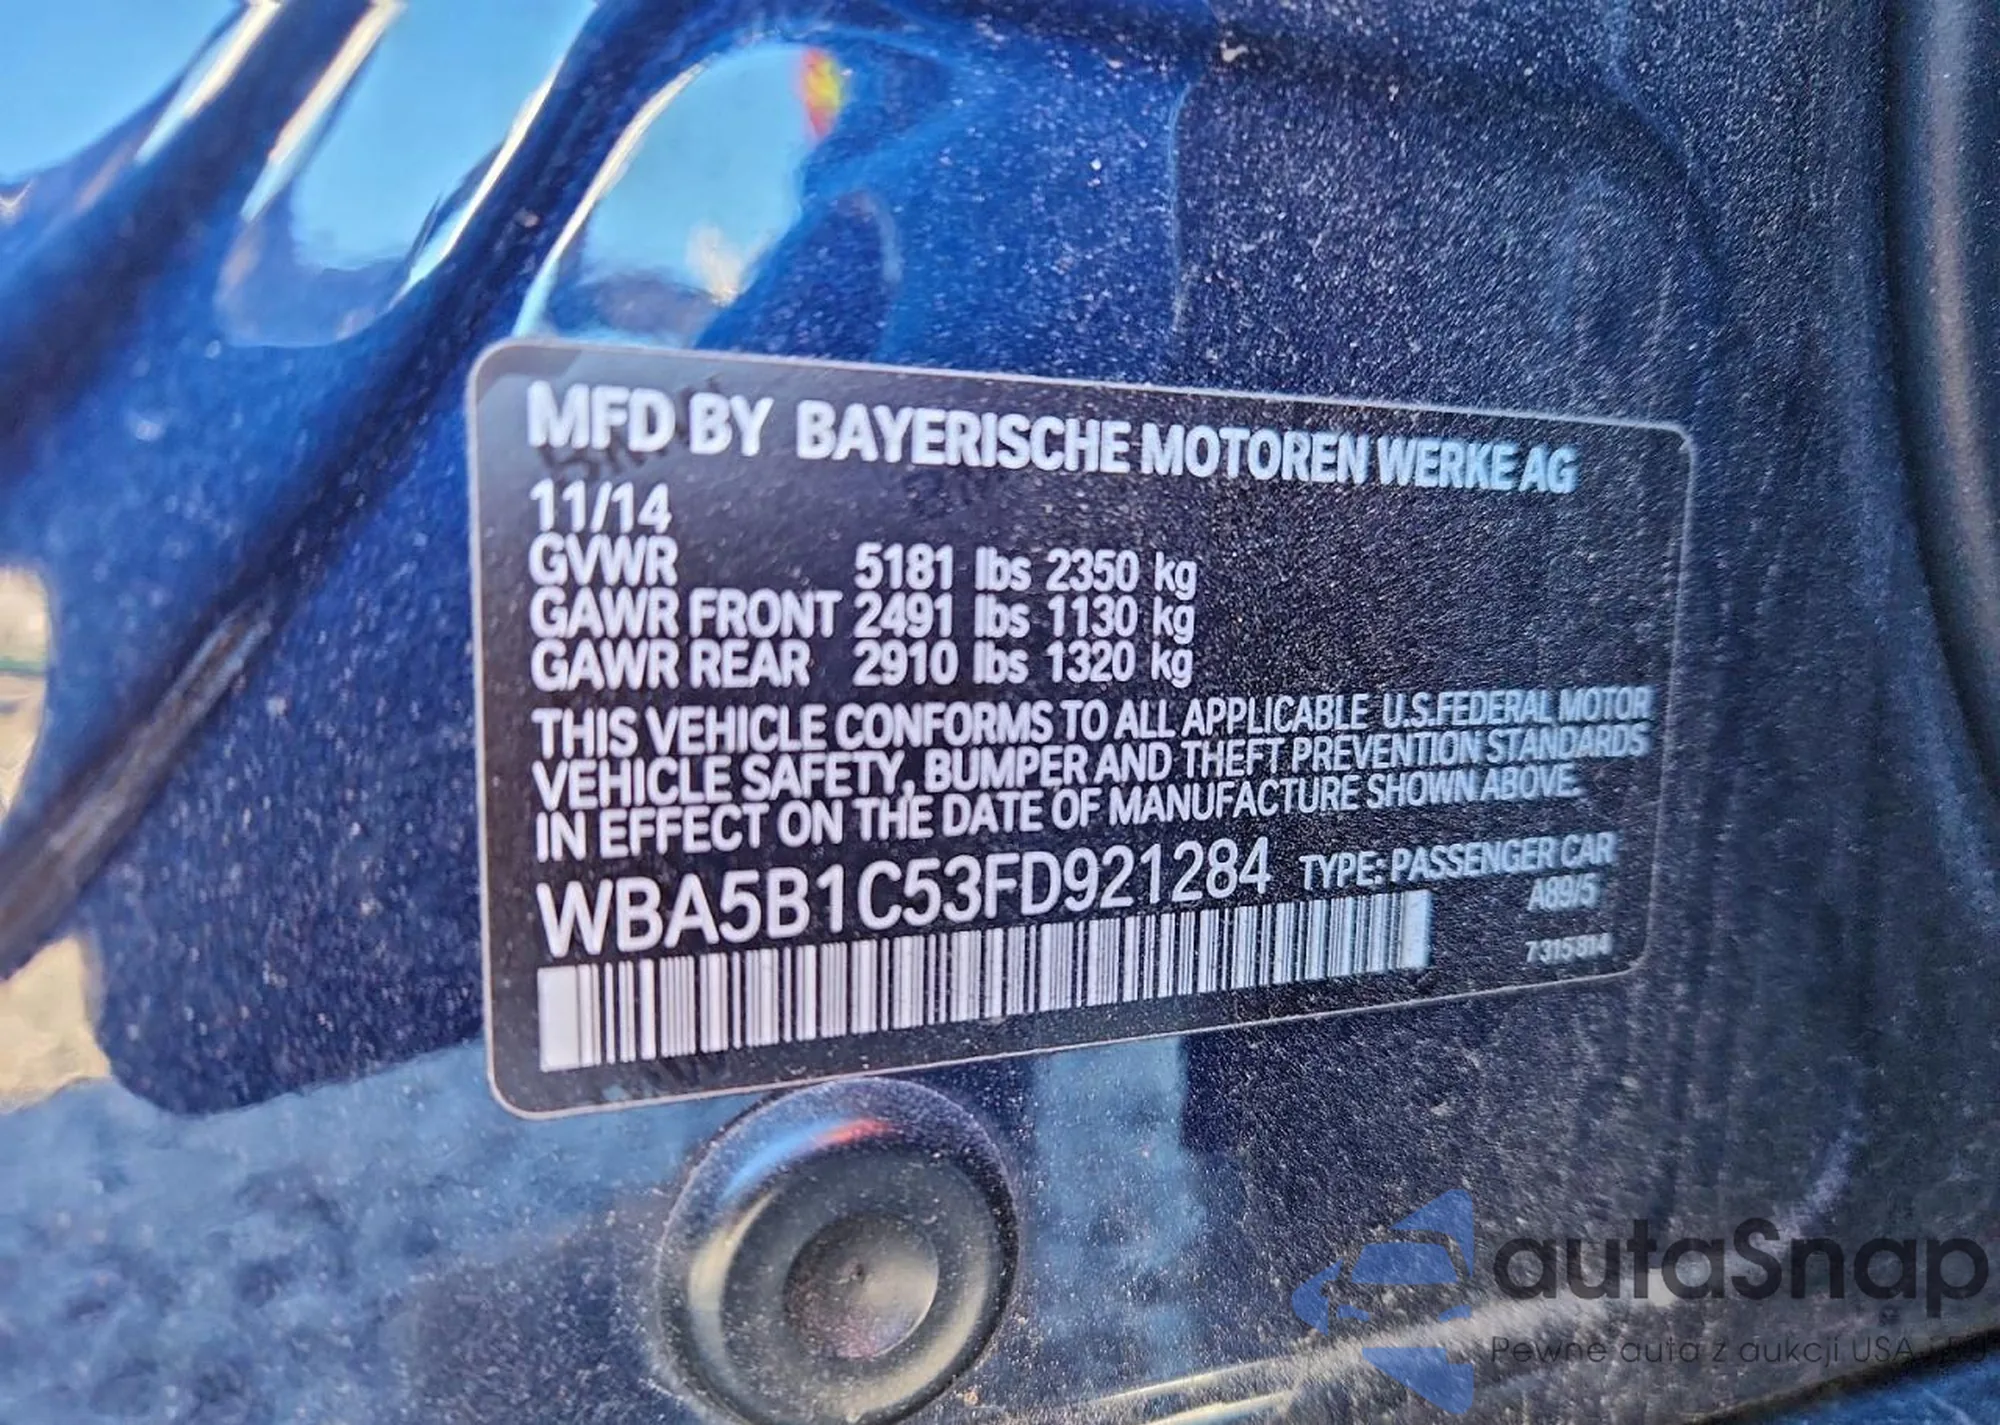 MFD BY BAYERISCHE MOTOREN WERKE AG
11/14
GVWR 5181 lbs 2350 kg
GAWR FRONT 2491 lbs 1130 kg
GAWR REAR 2910 lbs 1320 kg
THIS VEHICLE CONFORMS TO ALL APPLICABLE U.S.FEDERAL MOTOR
VEHICLE SAFETY, BUMPER AND THEFT PREVENTION STANDARDS
IN EFFECT ON THE DATE OF MANUFACTURE SHOWN ABOVE.
WBA5B1C53FD921284 TYPE: PASSENGER CAR
A89/5
7 315 814
autaSnap
Pewne auta z aukcji USA i EU